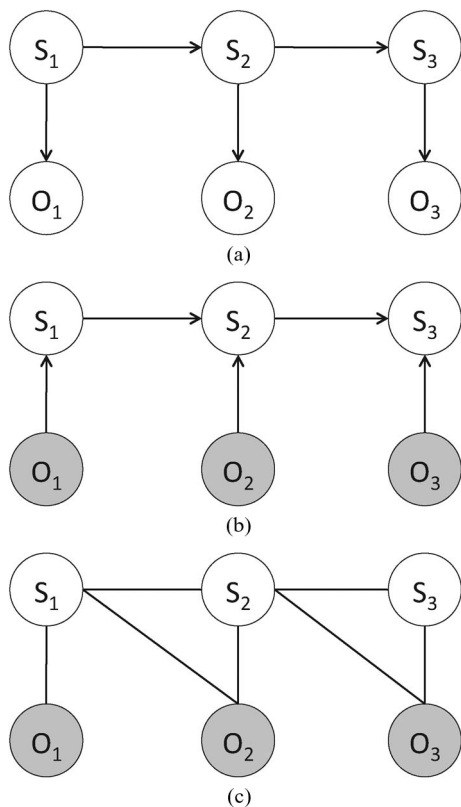 S₁ S₂ S₃
O₁ O₂ O₃
(a)
S₁ S₂ S₃
O₁ O₂ O₃
(b)
S₁ S₂ S₃
O₁ O₂ O₃
(c)